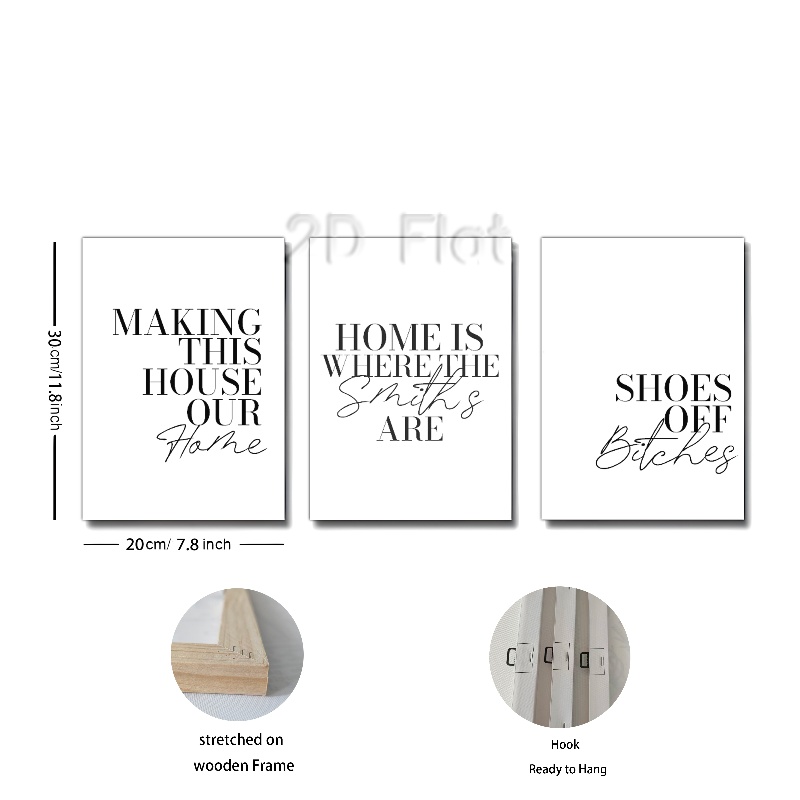 2D Flat
MAKING
THIS
HOUSE
OUR
Home
HOME IS
WHERE THE
Smith's
ARE
SHOES
OFF
Bitches
30cm/11.8inch
20cm/ 7.8 inch
stretched on
wooden Frame
Hook
Ready to Hang